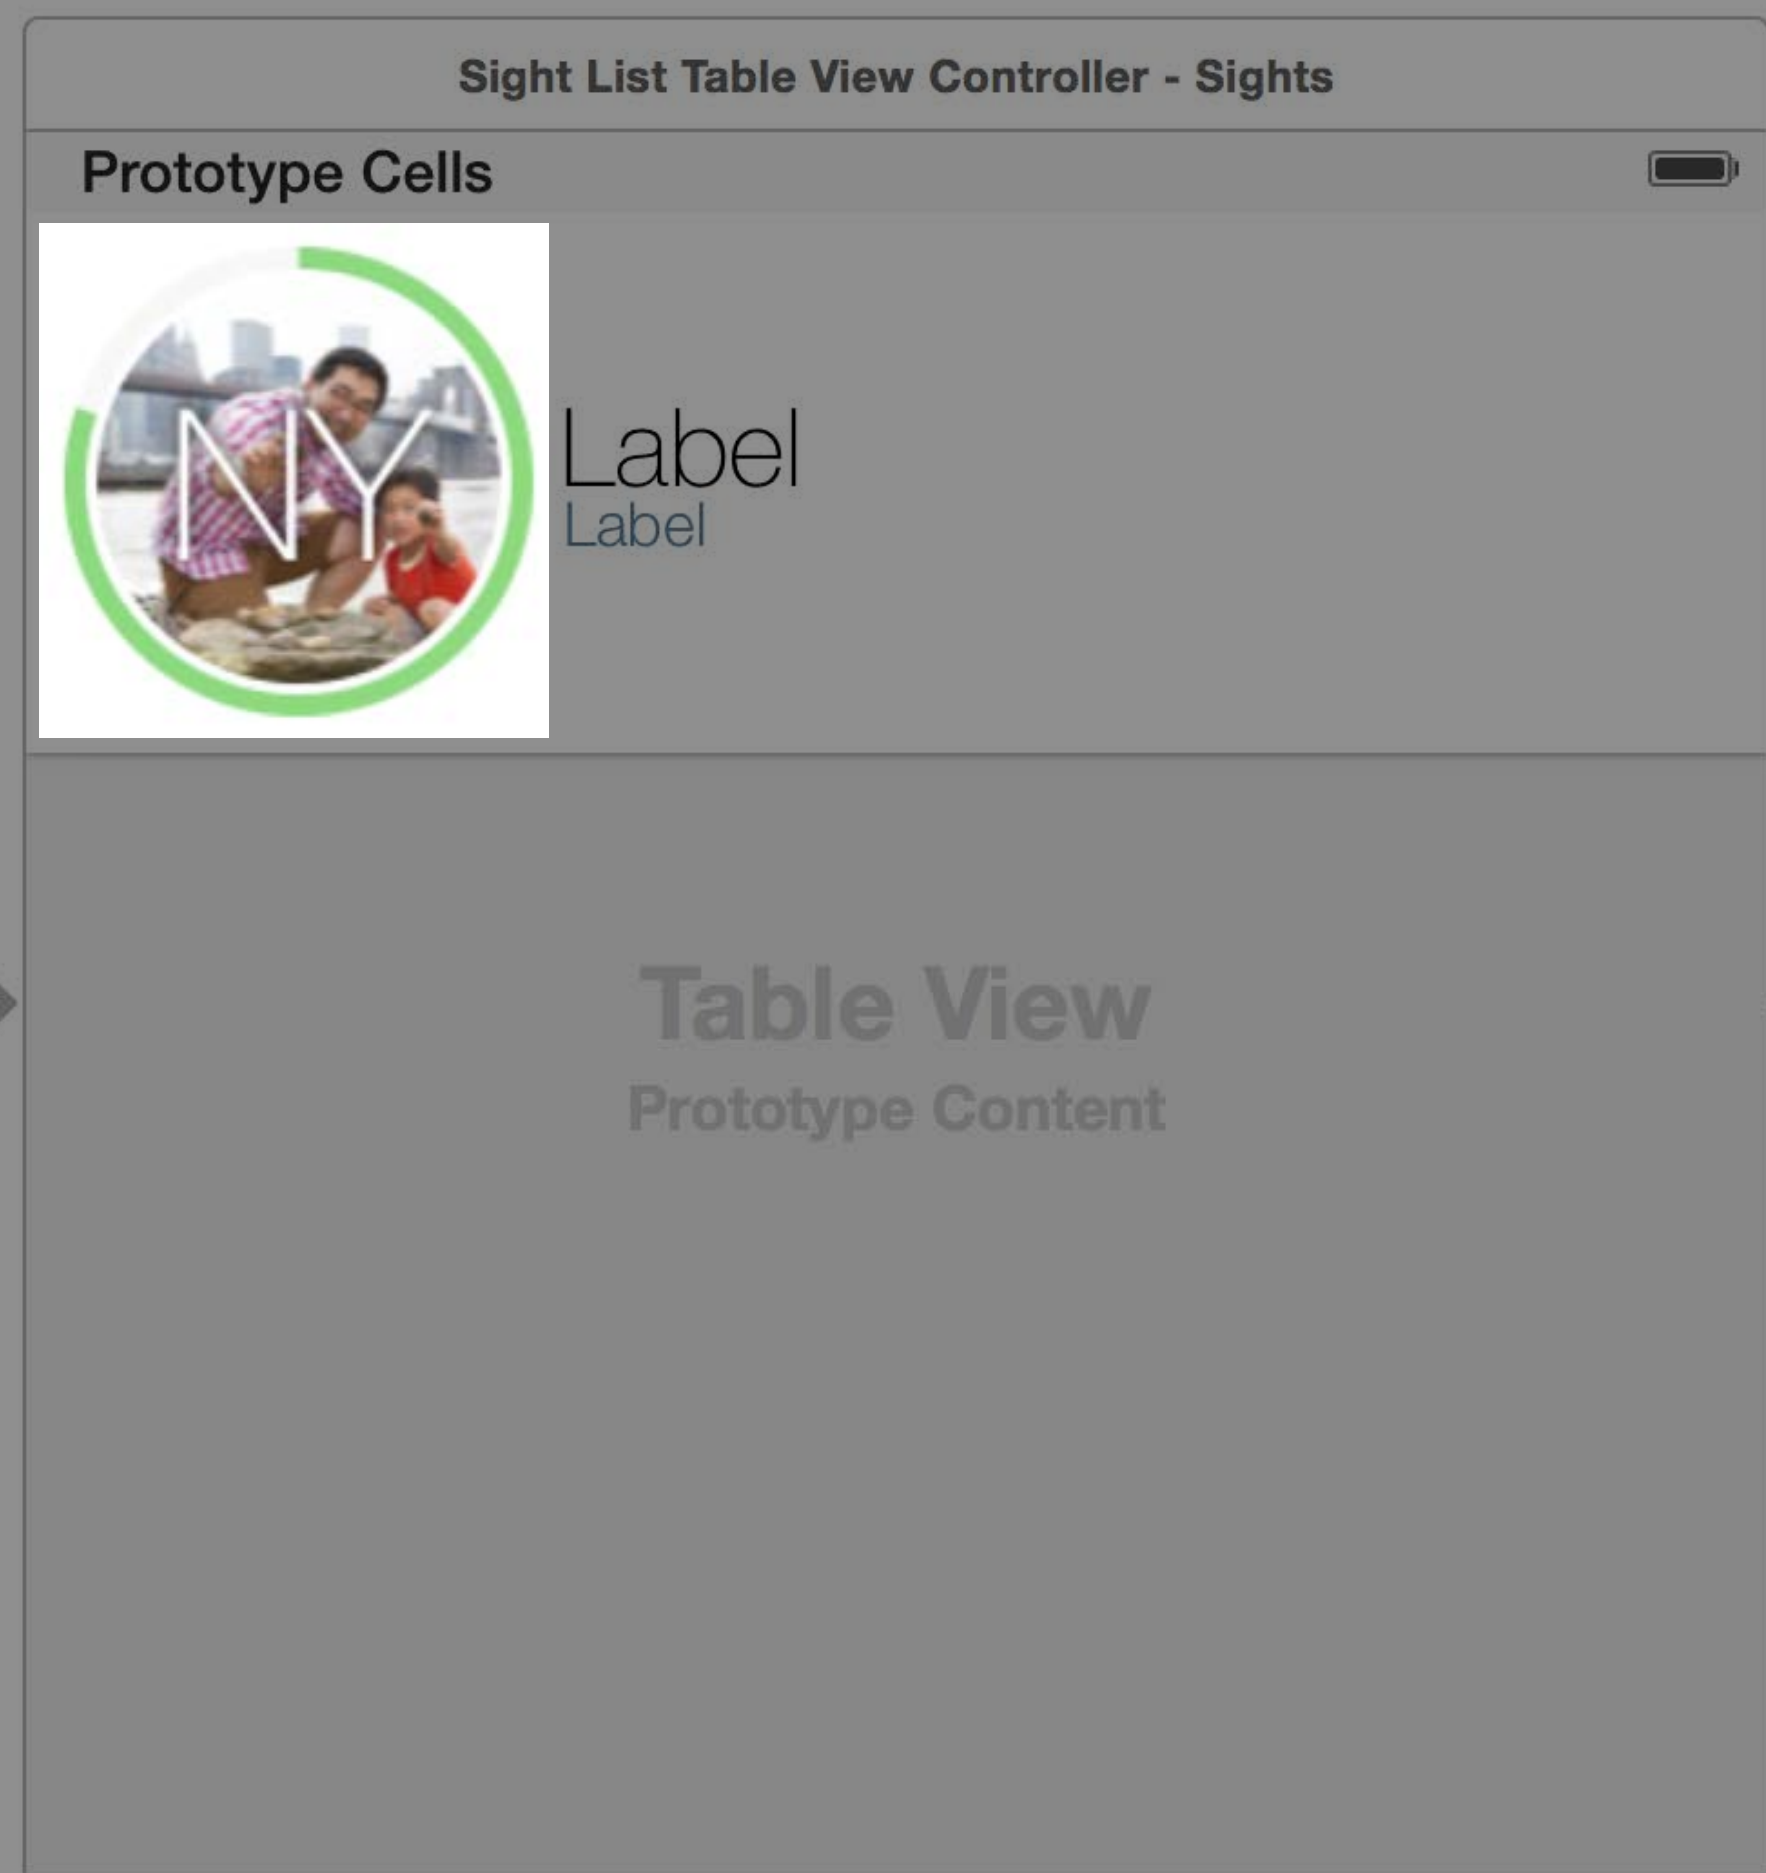 Sight List Table View Controller - Sights
Prototype Cells
NY
Label
Label
Table View
Prototype Content